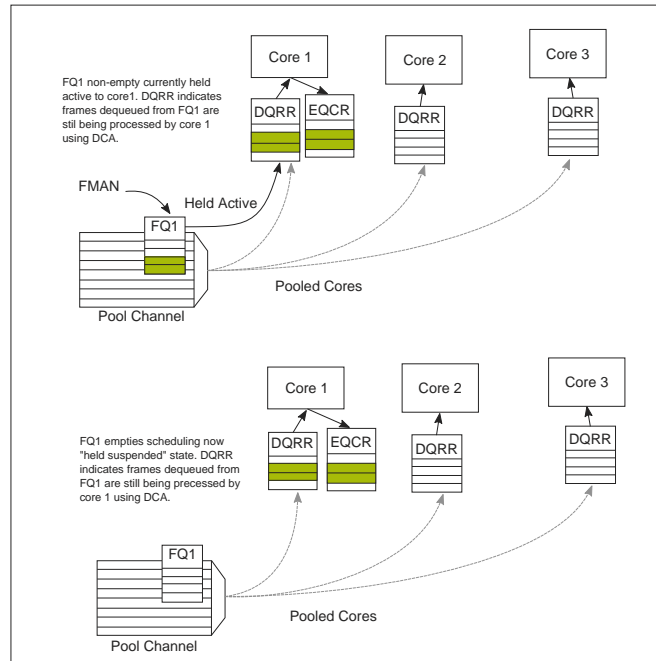 Core 1
Core 2
Core 3
FQ1 non-empty currently held
active to core1. DQRR indicates
frames dequeued from FQ1 are
still being processed by core 1
using DCA.
DQRR
EQCR
DQRR
DQRR
FMAN
Held Active
FQ1
Pooled Cores
Pool Channel
Core 1
Core 2
Core 3
FQ1 empties scheduling now
"held suspended" state. DQRR
indicates frames dequeued from
FQ1 are still being precessed by
core 1 using DCA.
DQRR
EQCR
DQRR
DQRR
FQ1
Pooled Cores
Pool Channel